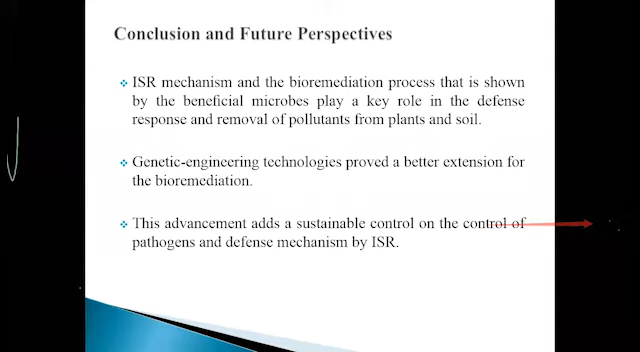 Conclusion and Future Perspectives
ISR mechanism and the bioremediation process that is shown
by the beneficial microbes play a key role in the defense
response and removal of pollutants from plants and soil.
Genetic-engineering technologies proved a better extension for
the bioremediation.
This advancement adds a sustainable control on the control of
pathogens and defense mechanism by ISR.